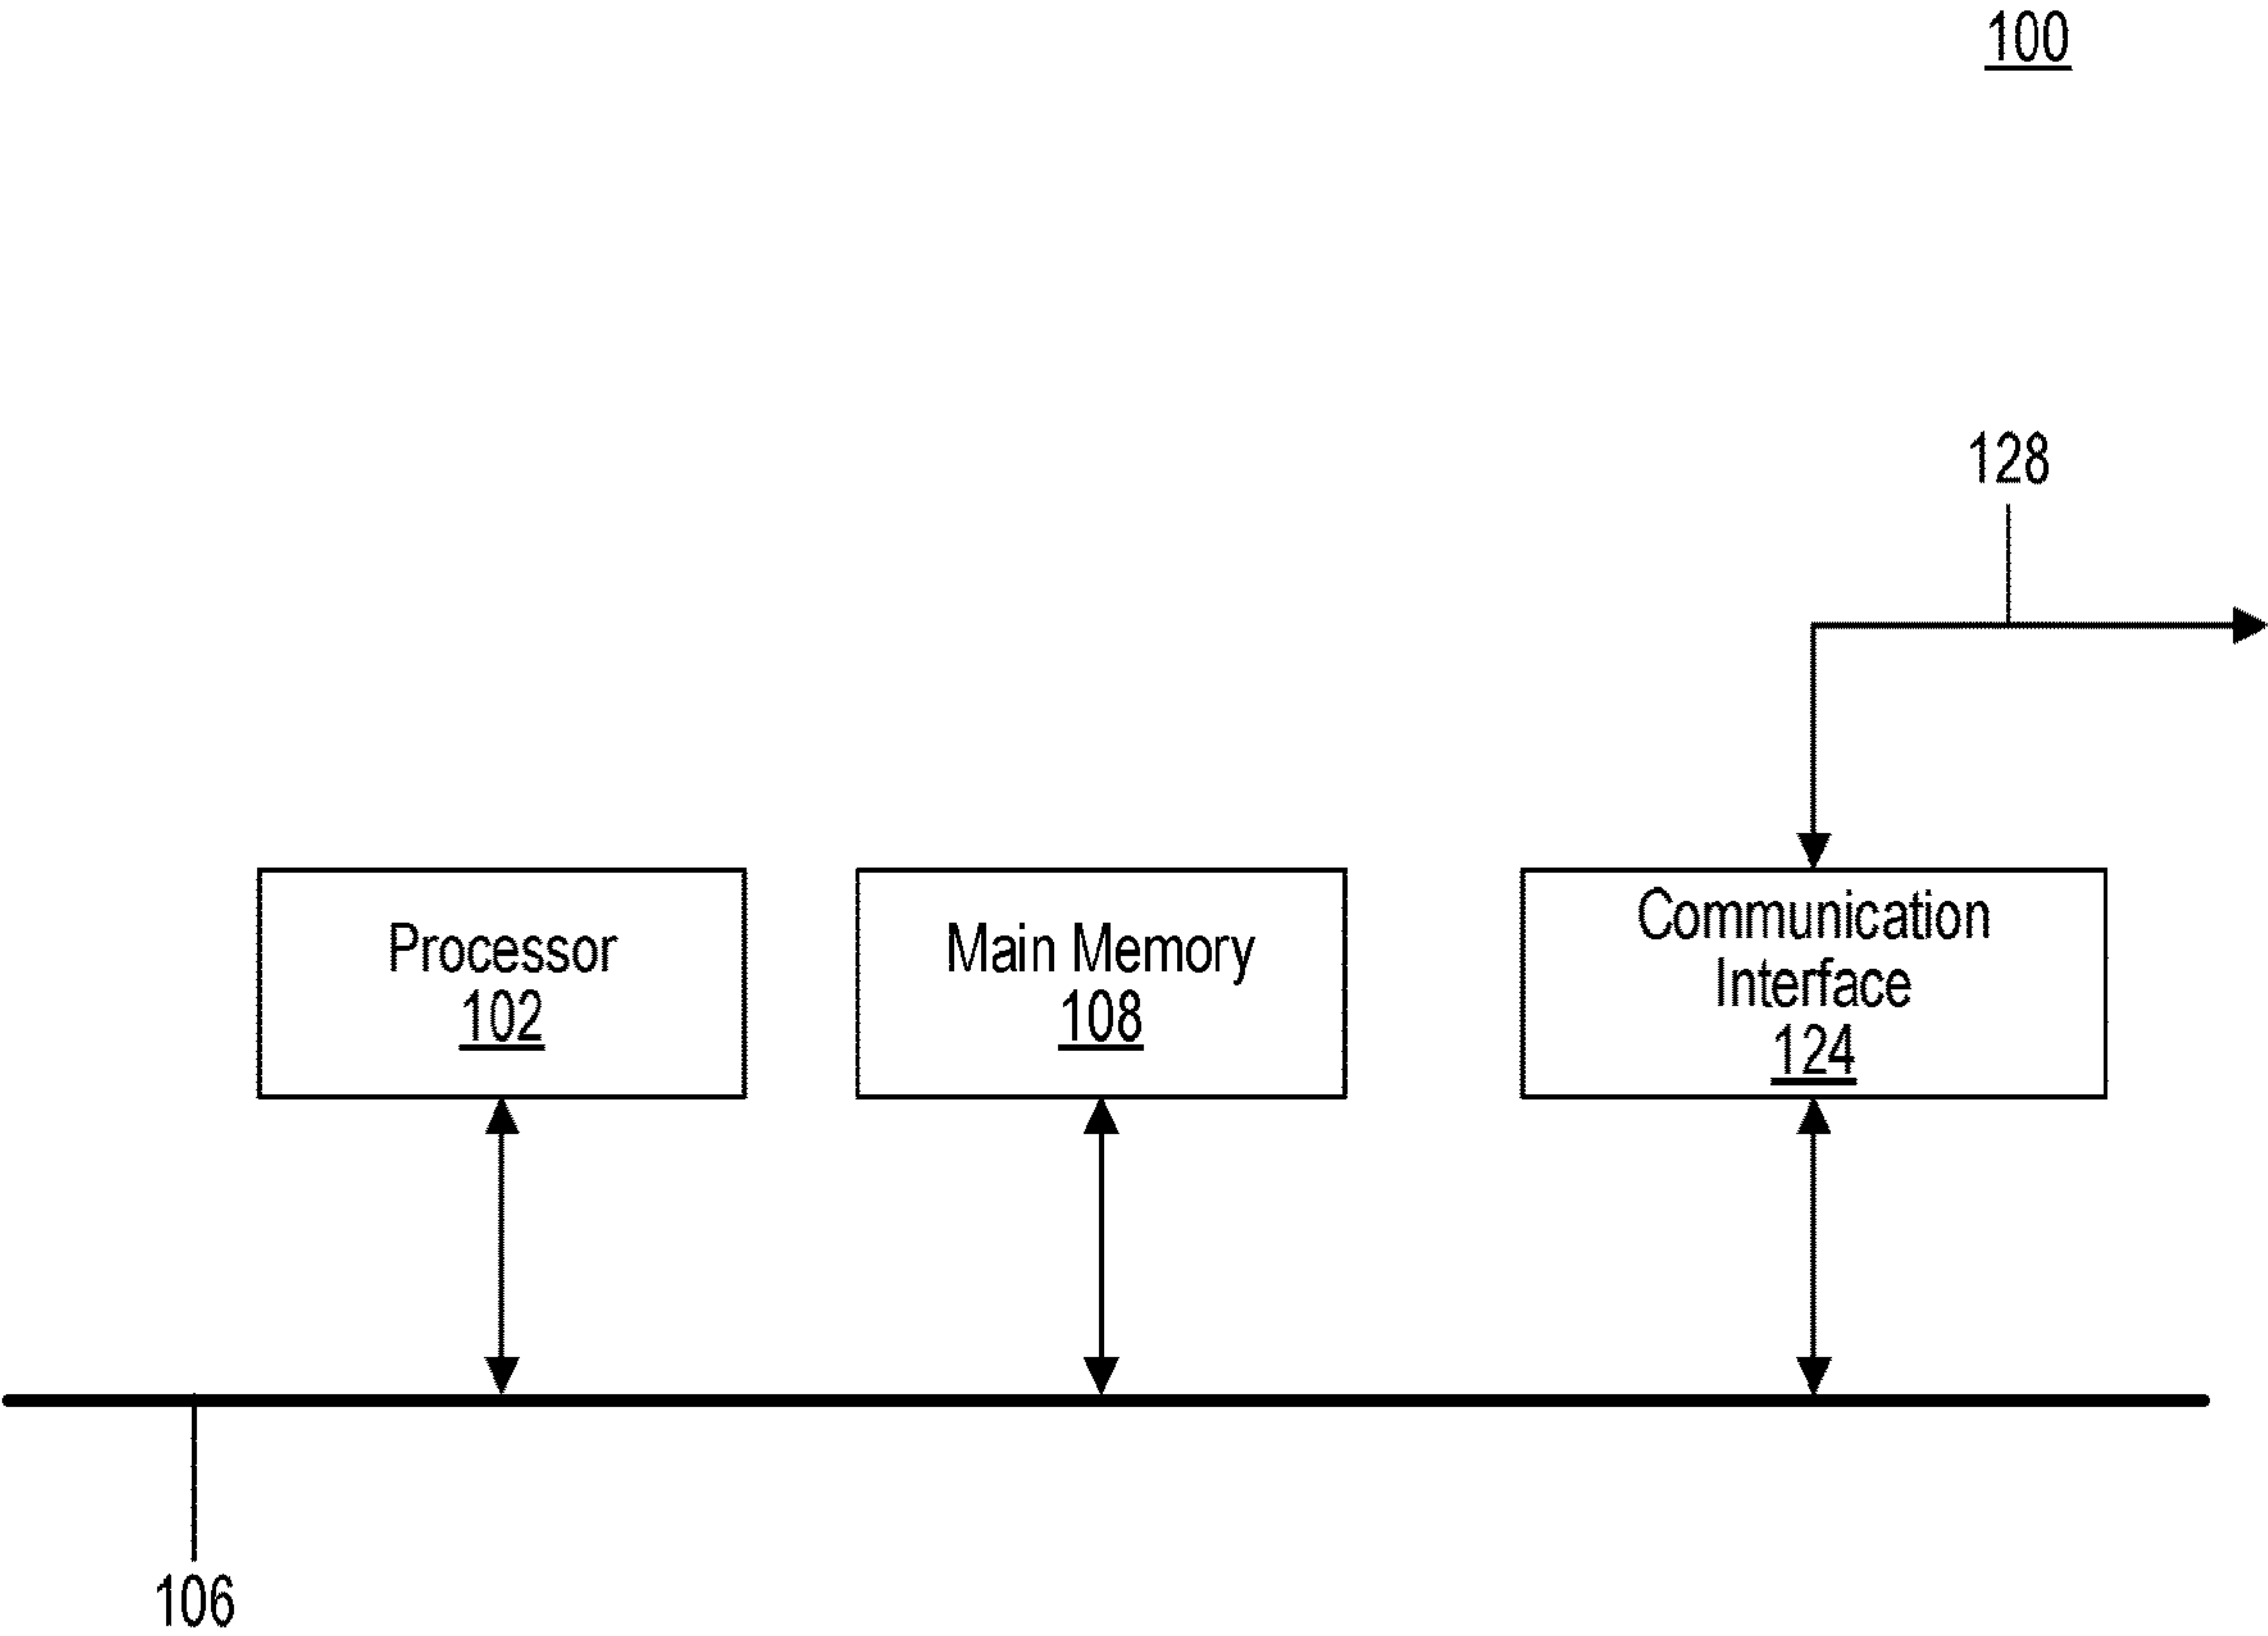 100
128
Processor
102
Main Memory
108
Communication
Interface
124
106